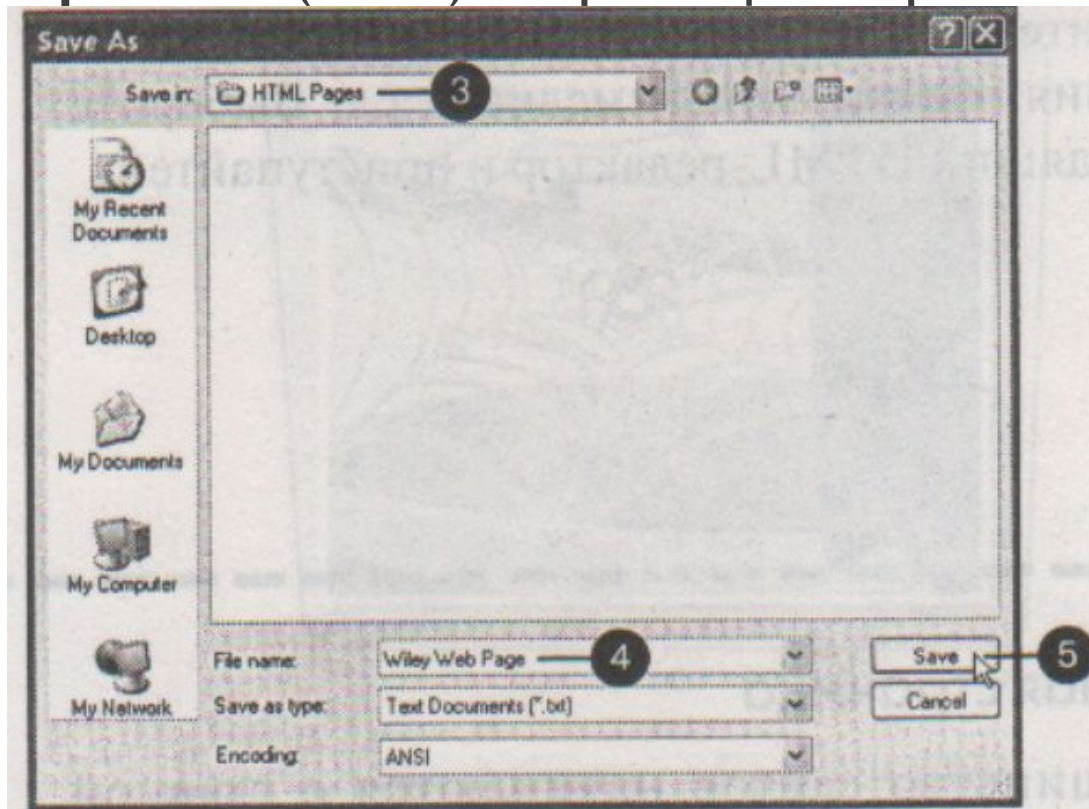 Save As
Save in:
HTML Pages
3
My Recent
Documents
Desktop
My Documents
My Computer
My Network
File name:
Wiley Web Page
4
Save
5
Save as type:
Text Documents (*.txt)
Cancel
Encoding:
ANSI